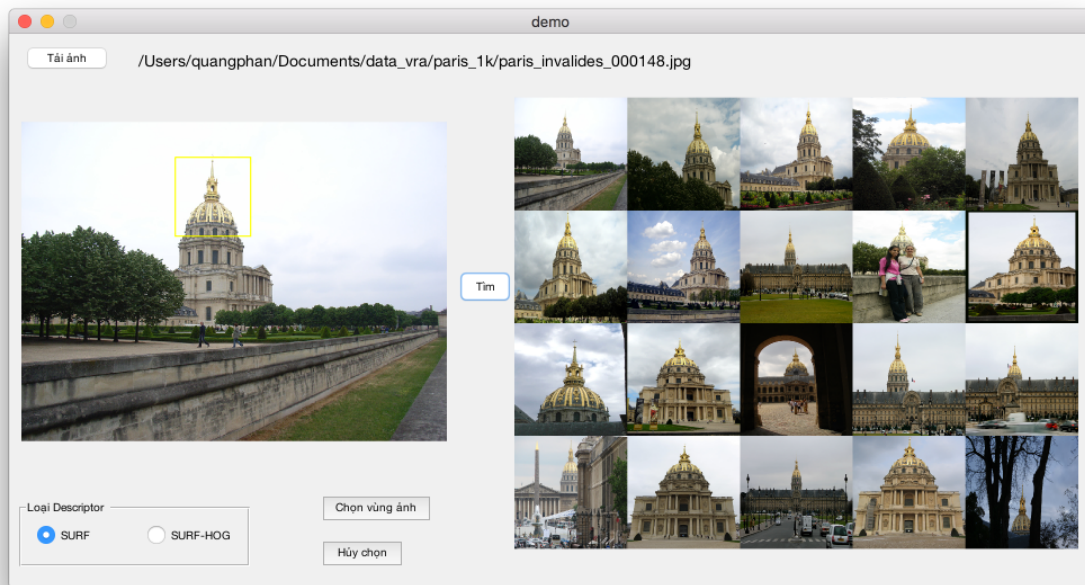 demo
Tải ảnh
/Users/quangphan/Documents/data_vra/paris_1k/paris_invalides_000148.jpg
Tìm
Loại Descriptor
SURF
SURF-HOG
Chọn vùng ảnh
Hủy chọn